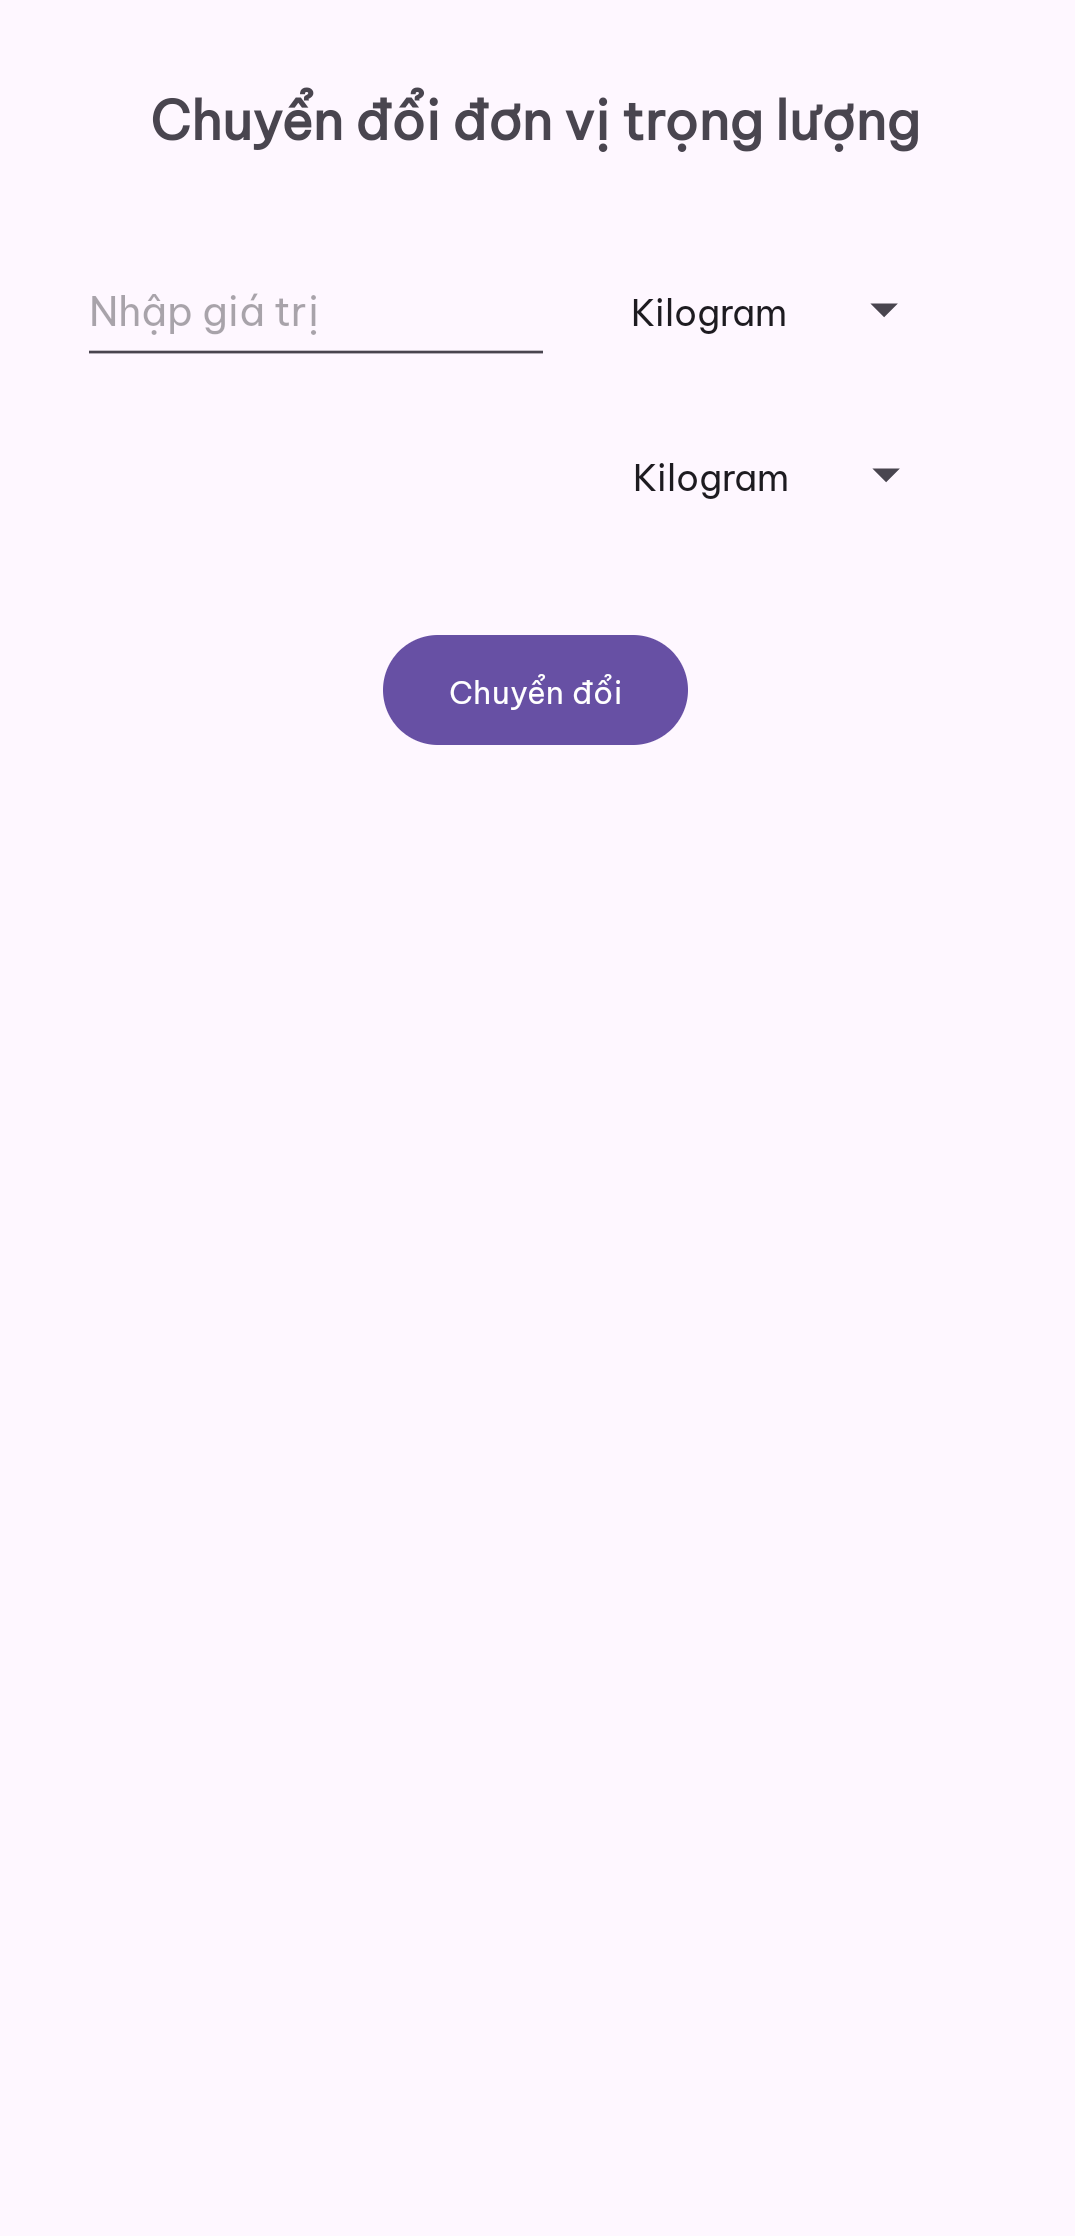 Chuyển đổi đơn vị trọng lượng
Nhập giá trị
Kilogram
Kilogram
Chuyển đổi